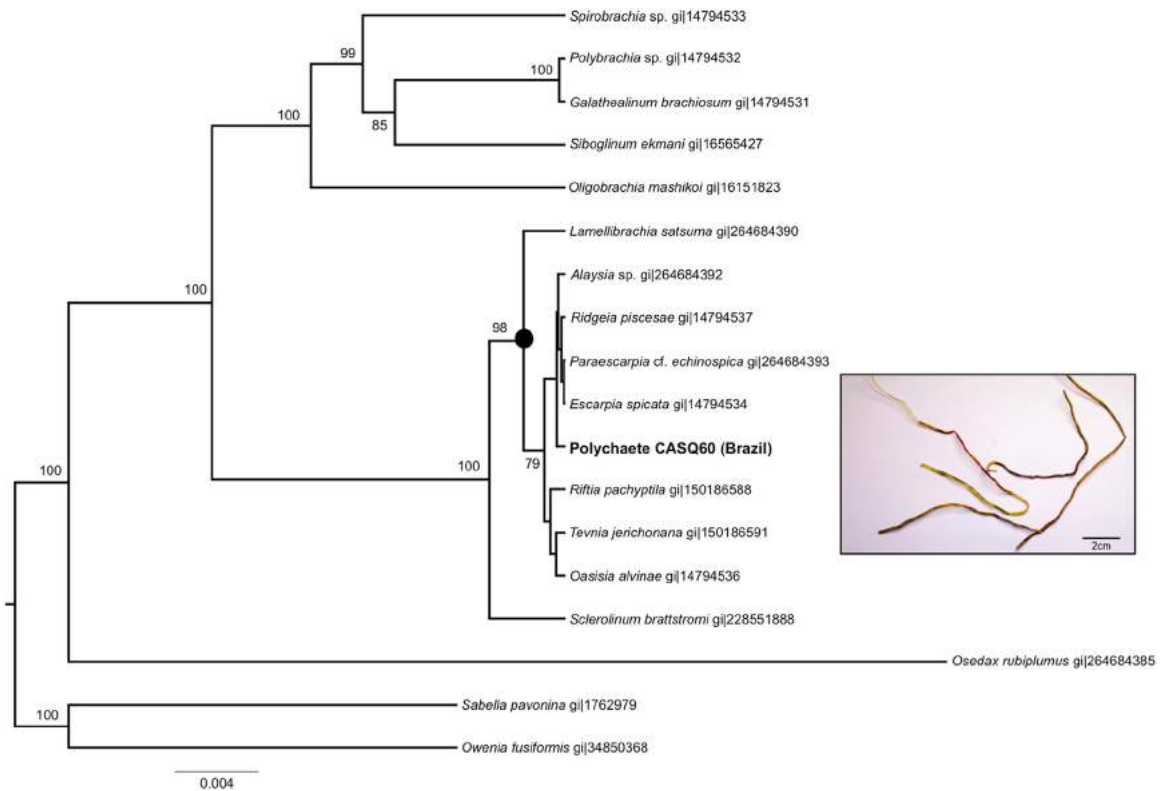 Spirobrachia sp. gi|14794533
99
Polybrachia sp. gi|14794532
100
Galathealinum brachiosum gi|14794531
100
85
Siboglinum ekmani gi|16565427
Oligobrachia mashikoi gi|16151823
Lamellibrachia satsuma gi|264684390
Alaysia sp. gi|264684392
100
Ridgeia piscesae gi|14794537
98
Paraescarpia cf. echinospica gi|264684393
Escarpia spicata gi|14794534
Polychaete CASQ60 (Brazil)
100
100
79
Riftia pachyptila gi|150186588
Tevnia jerichonana gi|150186591
2cm
Oasisia alvinae gi|14794536
Sclerolinum brattstromi gi|228551888
Osedax rubiplumus gi|264684385
Sabella pavonina gi|1762979
100
Owenia fusiformis gi|34850368
0.004